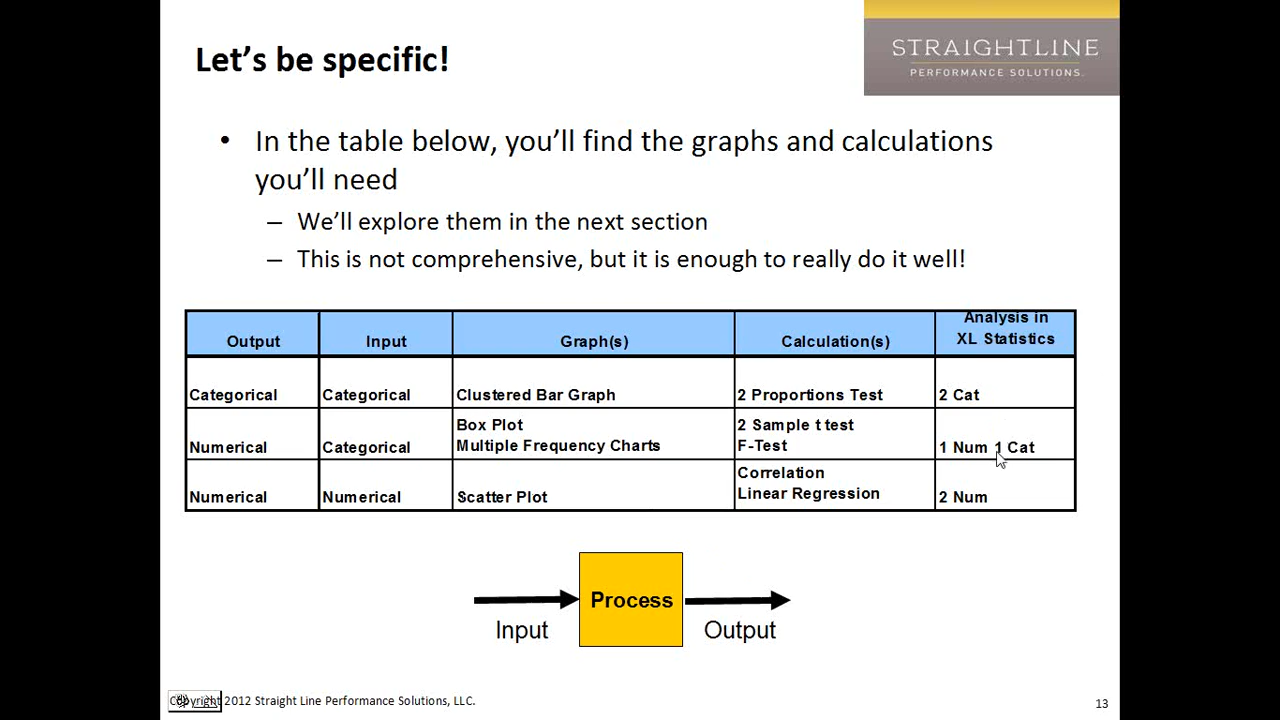 Let's be specific!
STRAIGHTLINE
PERFORMANCE SOLUTIONS.
• In the table below, you'll find the graphs and calculations
you'll need
– We'll explore them in the next section
– This is not comprehensive, but it is enough to really do it well!
Output Input Graph(s) Calculation(s) Analysis in
XL Statistics
Categorical Categorical Clustered Bar Graph 2 Proportions Test 2 Cat
Box Plot 2 Sample t test
Numerical Categorical Multiple Frequency Charts F-Test 1 Num 1 Cat
Correlation
Numerical Numerical Scatter Plot Linear Regression 2 Num
Process
Input Output
Copyright 2012 Straight Line Performance Solutions, LLC.
13